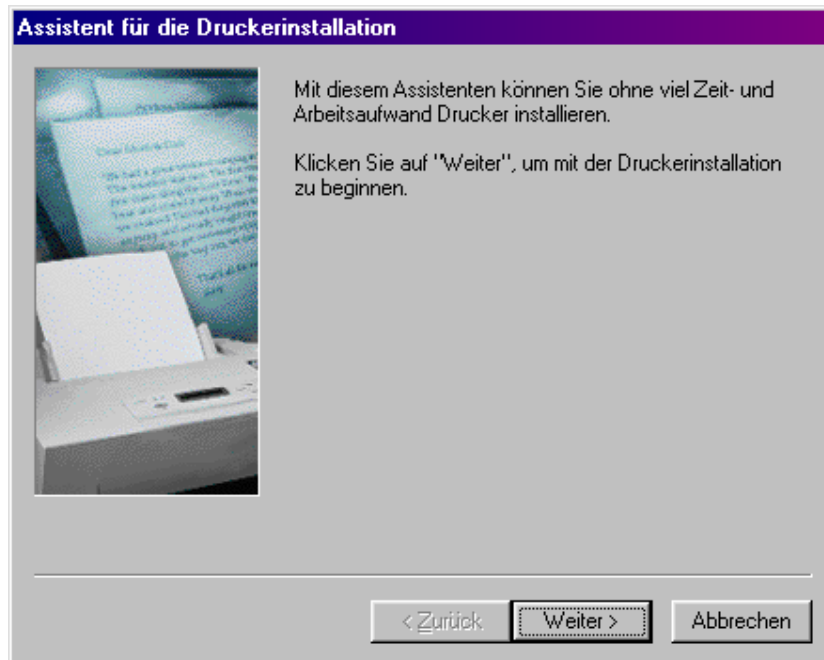 Assistent für die Druckerinstallation
Mit diesem Assistenten können Sie ohne viel Zeit- und
Arbeitsaufwand Drucker installieren.
Klicken Sie auf "Weiter", um mit der Druckerinstallation
zu beginnen.
< Zurück
Weiter >
Abbrechen